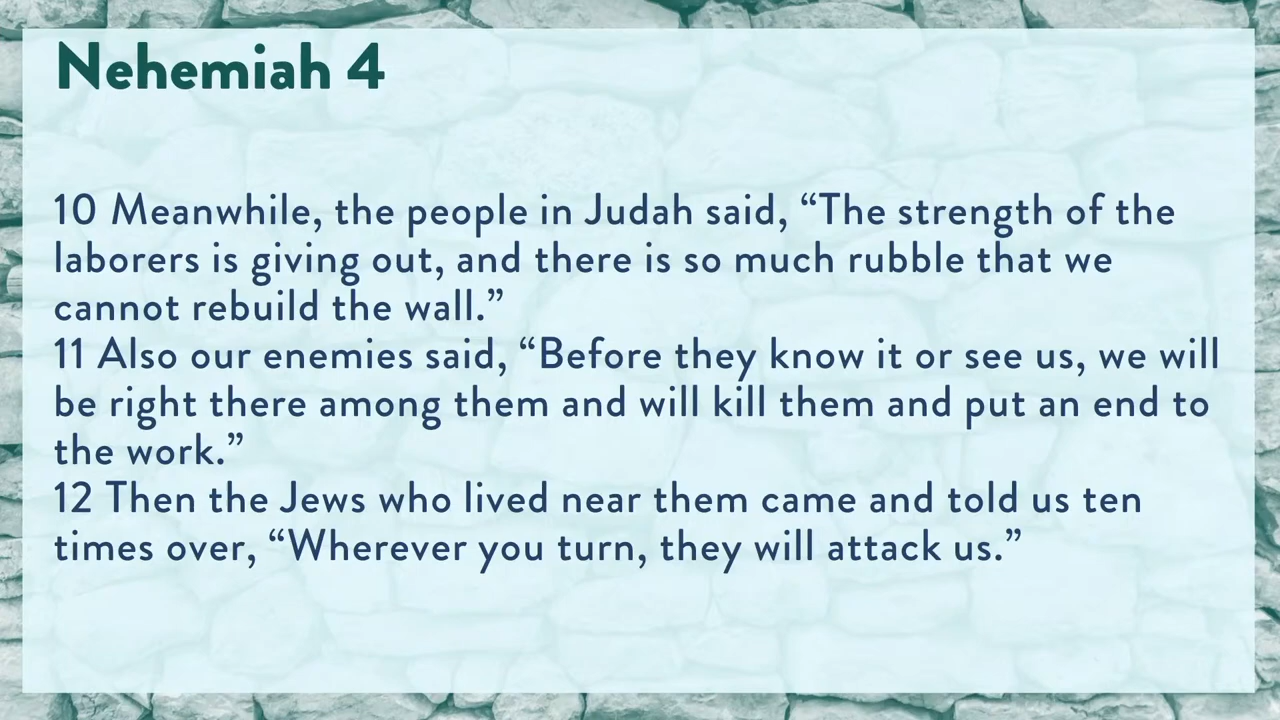 Nehemiah 4
10 Meanwhile, the people in Judah said, “The strength of the
laborers is giving out, and there is so much rubble that we
cannot rebuild the wall.”
11 Also our enemies said, “Before they know it or see us, we will
be right there among them and will kill them and put an end to
the work.”
12 Then the Jews who lived near them came and told us ten
times over, “Wherever you turn, they will attack us.”